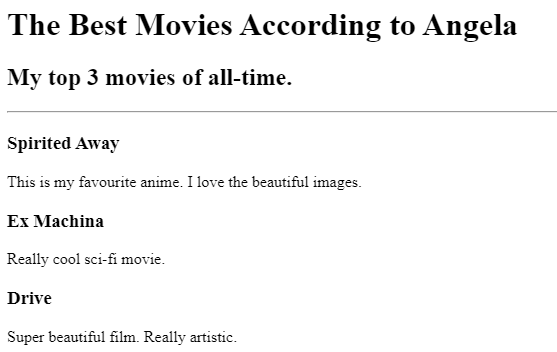 The Best Movies According to Angela
My top 3 movies of all-time.
Spirited Away
This is my favourite anime. I love the beautiful images.
Ex Machina
Really cool sci-fi movie.
Drive
Super beautiful film. Really artistic.